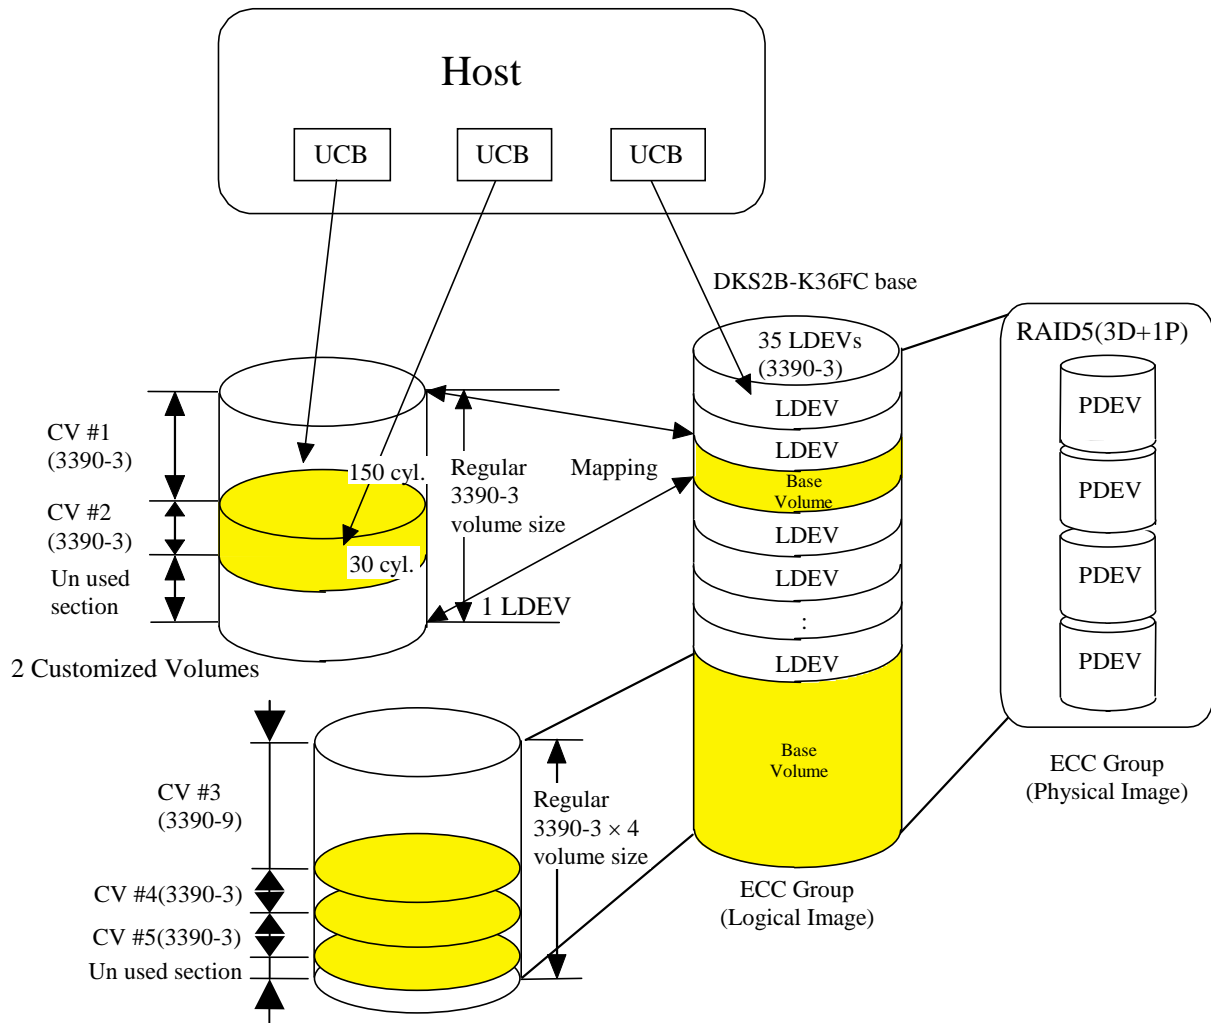 Host
UCB
UCB
UCB
DKS2B-K36FC base
35 LDEVs
(3390-3)
LDEV
LDEV
Base
Volume
LDEV
LDEV
:
LDEV
Base
Volume
ECC Group
(Logical Image)
RAID5(3D+1P)
PDEV
PDEV
PDEV
PDEV
ECC Group
(Physical Image)
CV #1
(3390-3)
CV #2
(3390-3)
Un used
section
150 cyl.
30 cyl.
Regular
3390-3
volume size
Mapping
1 LDEV
2 Customized Volumes
CV #3
(3390-9)
CV #4(3390-3)
CV #5(3390-3)
Un used section
Regular
3390-3 × 4
volume size